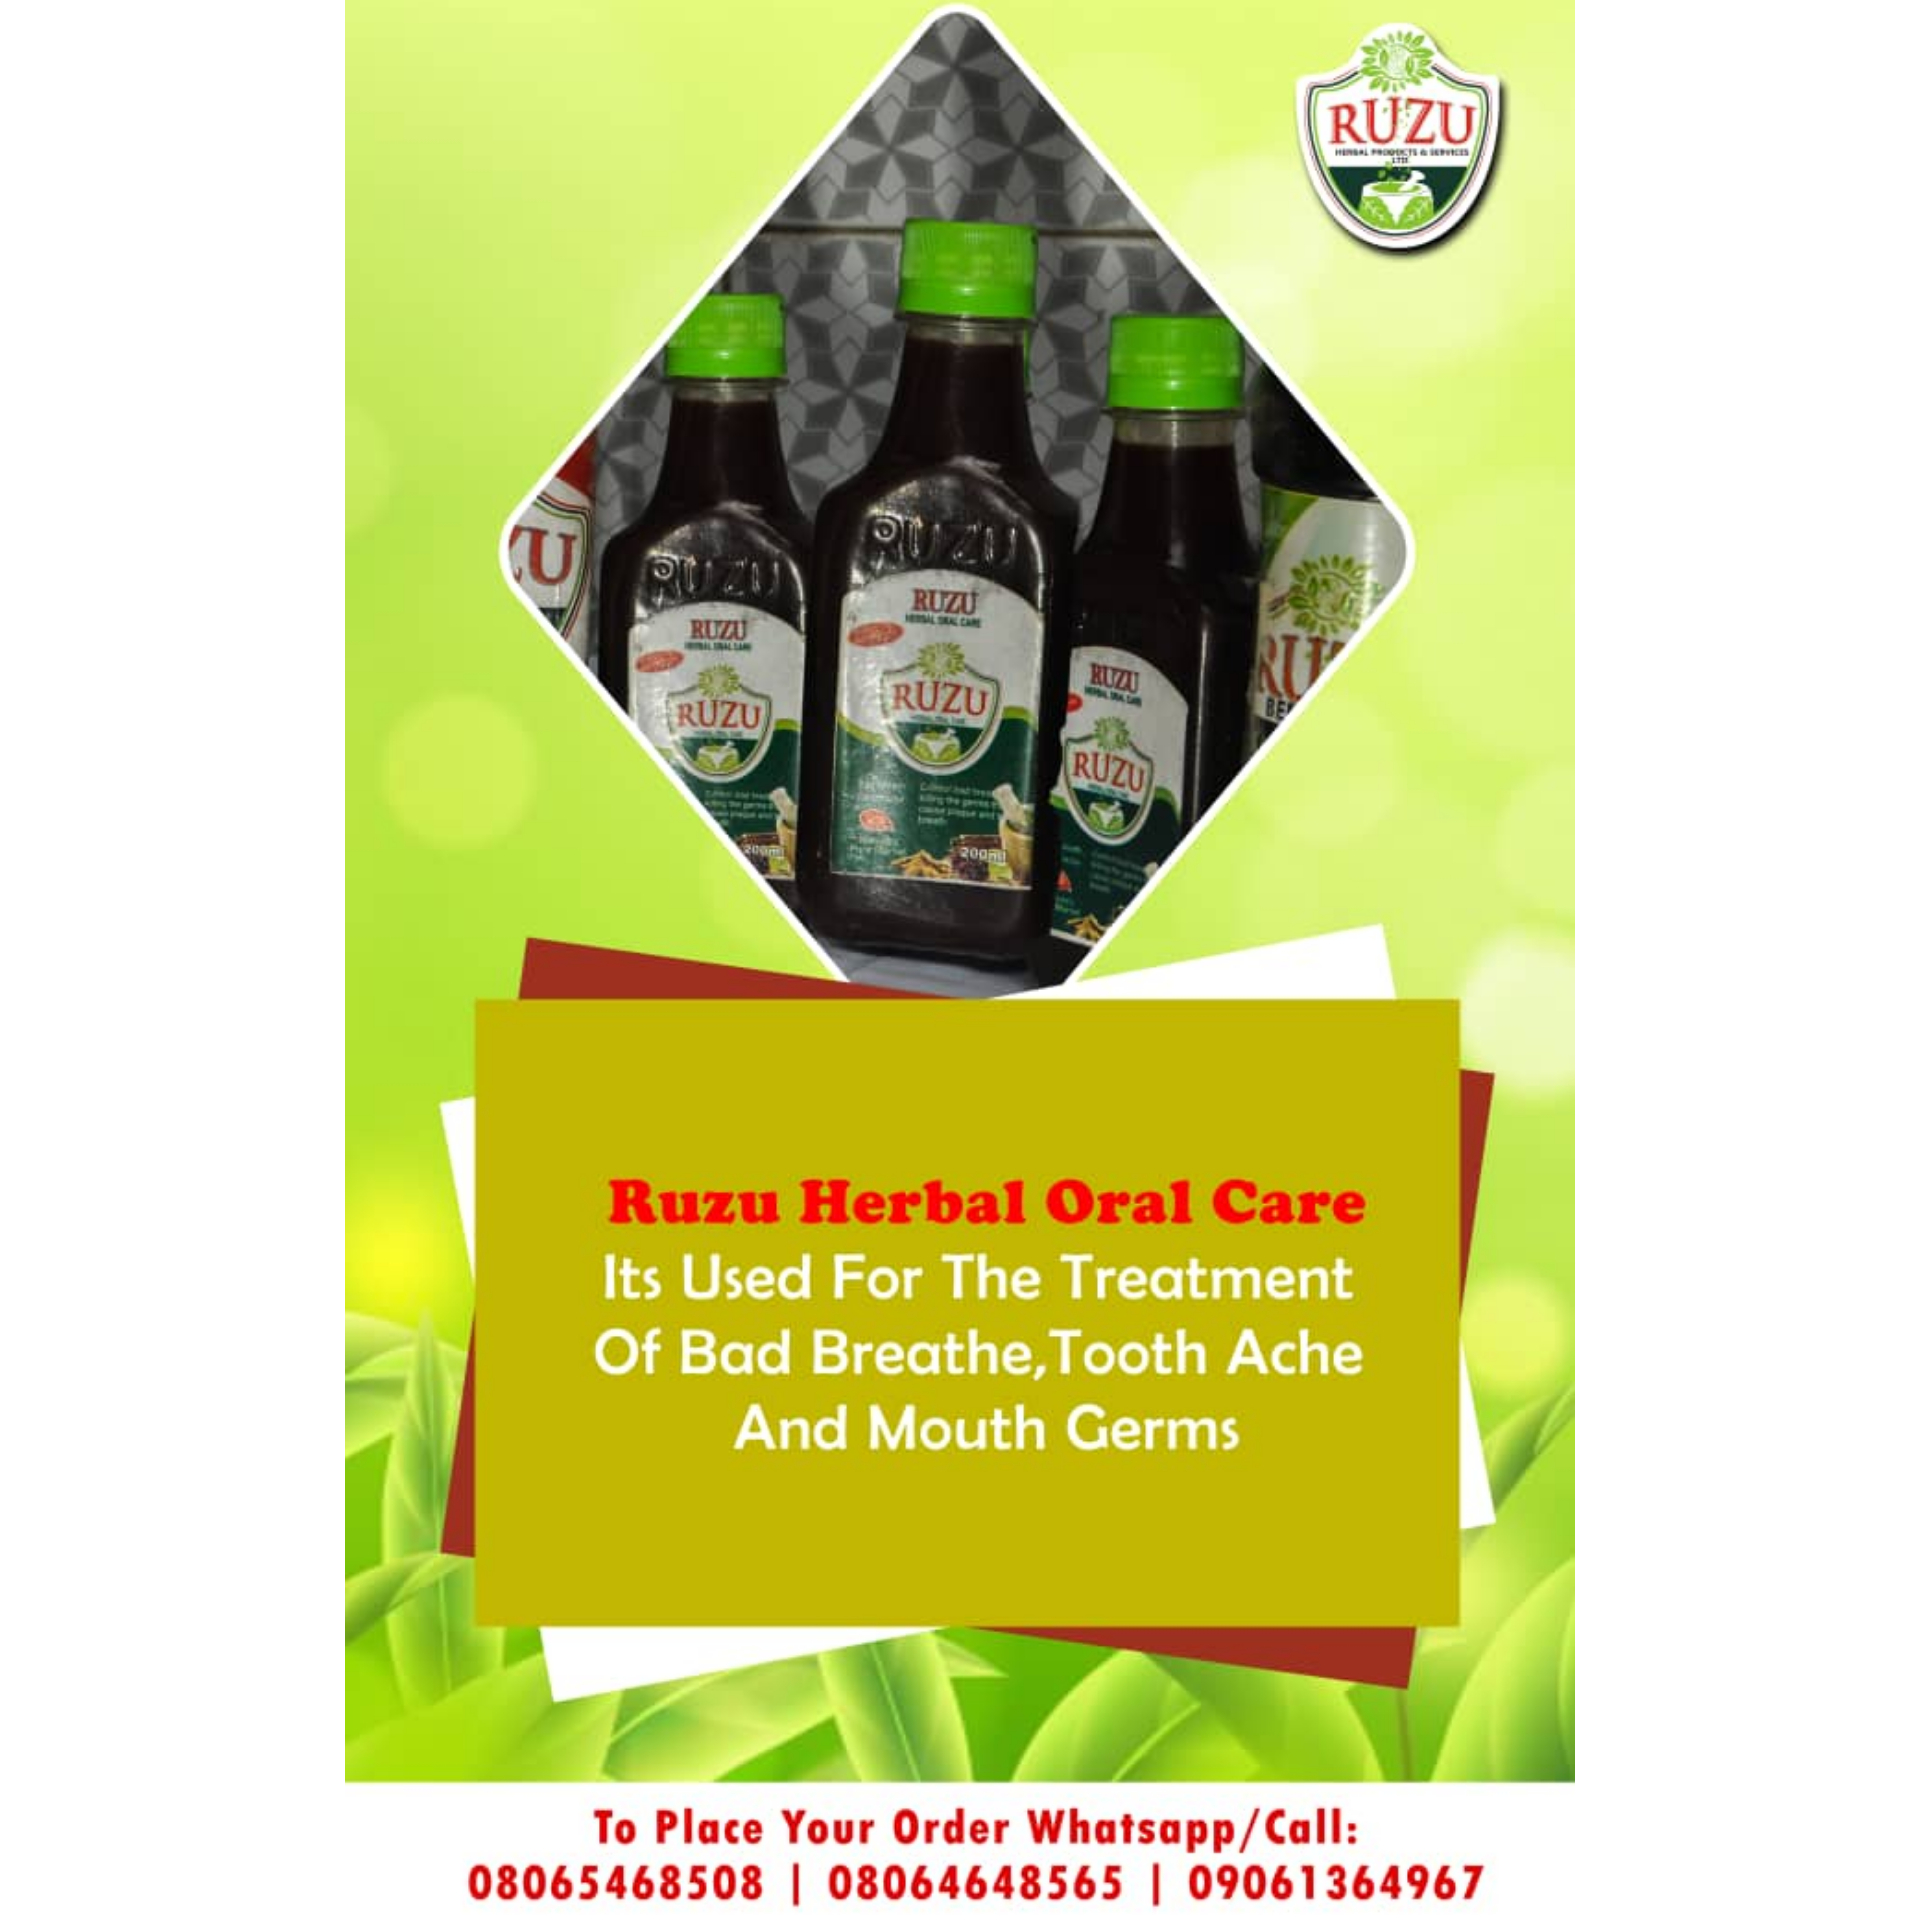 RUZU
HERBAL PRODUCTS & SERVICES
LTD
RUZU
RUZU
HERBAL ORAL CARE
RUZU
200ml
RUZU
RUZU
HERBAL ORAL CARE
RUZU
200ml
RUZU
HERBAL ORAL CARE
RUZU
Ruzu Herbal Oral Care
Its Used For The Treatment
Of Bad Breathe,Tooth Ache
And Mouth Germs
To Place Your Order Whatsapp/Call:
08065468508 | 08064648565 | 09061364967